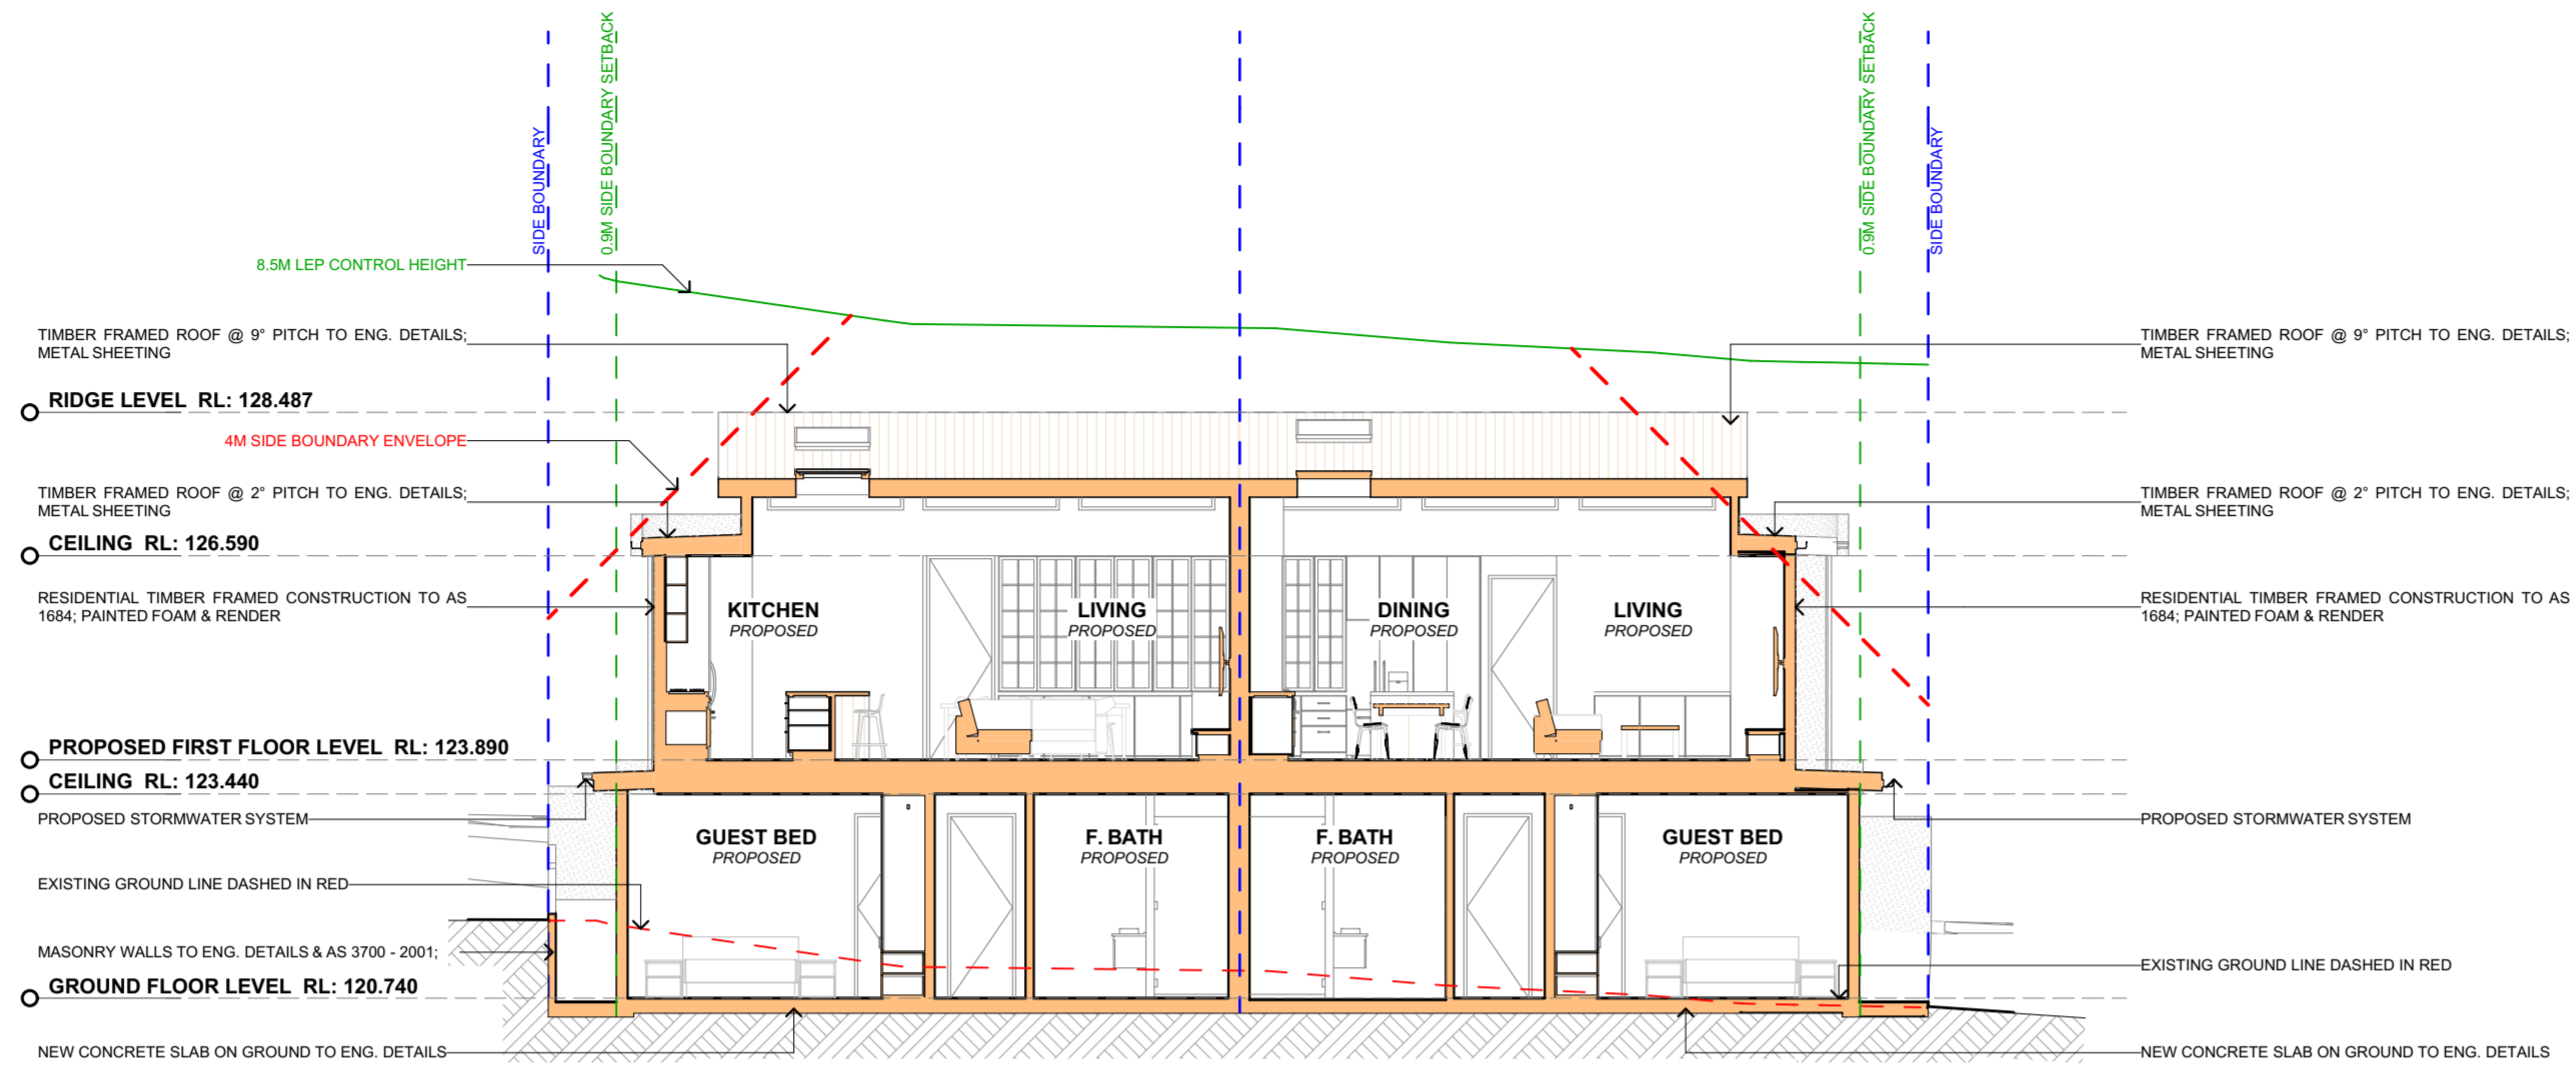 SIDE BOUNDARY
0.9M SIDE BOUNDARY SETBACK
0.9M SIDE BOUNDARY SETBACK
SIDE BOUNDARY
8.5M LEP CONTROL HEIGHT
TIMBER FRAMED ROOF @ 9° PITCH TO ENG. DETAILS;
METAL SHEETING
RIDGE LEVEL RL: 128.487
4M SIDE BOUNDARY ENVELOPE
TIMBER FRAMED ROOF @ 2° PITCH TO ENG. DETAILS;
METAL SHEETING
CEILING RL: 126.590
RESIDENTIAL TIMBER FRAMED CONSTRUCTION TO AS
1684; PAINTED FOAM & RENDER
PROPOSED FIRST FLOOR LEVEL RL: 123.890
CEILING RL: 123.440
PROPOSED STORMWATER SYSTEM
EXISTING GROUND LINE DASHED IN RED
MASONRY WALLS TO ENG. DETAILS & AS 3700 - 2001;
GROUND FLOOR LEVEL RL: 120.740
NEW CONCRETE SLAB ON GROUND TO ENG. DETAILS
KITCHEN
PROPOSED
LIVING
PROPOSED
DINING
PROPOSED
LIVING
PROPOSED
GUEST BED
PROPOSED
F. BATH
PROPOSED
F. BATH
PROPOSED
GUEST BED
PROPOSED
TIMBER FRAMED ROOF @ 9° PITCH TO ENG. DETAILS;
METAL SHEETING
TIMBER FRAMED ROOF @ 2° PITCH TO ENG. DETAILS;
METAL SHEETING
RESIDENTIAL TIMBER FRAMED CONSTRUCTION TO AS
1684; PAINTED FOAM & RENDER
PROPOSED STORMWATER SYSTEM
EXISTING GROUND LINE DASHED IN RED
NEW CONCRETE SLAB ON GROUND TO ENG. DETAILS